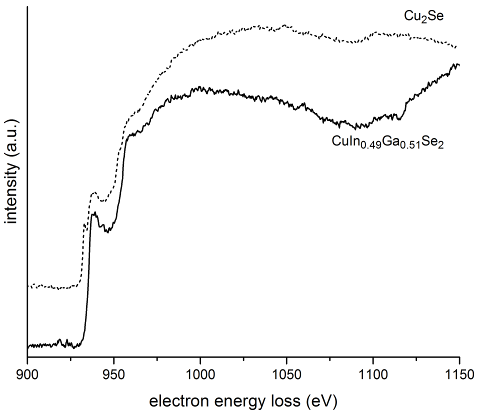 Cu₂Se
CuIn₀.₄₉Ga₀.₅₁Se₂
intensity (a.u.)
900 950 1000 1050 1100 1150
electron energy loss (eV)